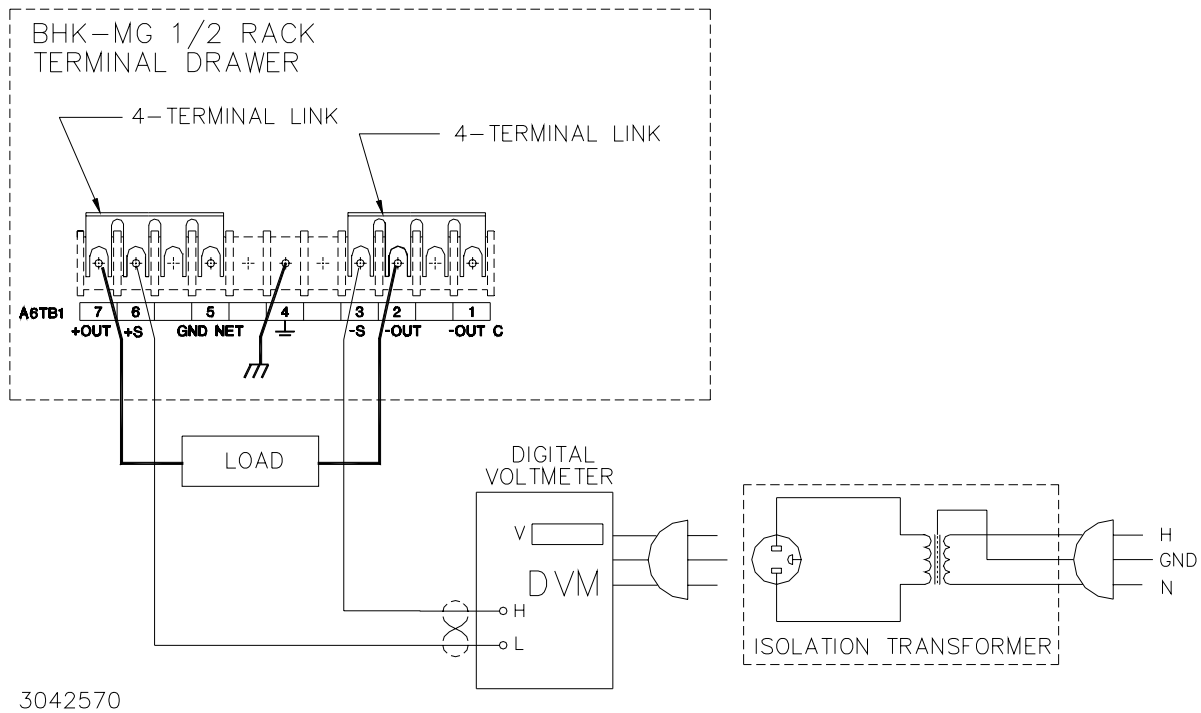 BHK-MG 1/2 RACK
TERMINAL DRAWER
4-TERMINAL LINK
4-TERMINAL LINK
A6TB1 7 6 5 4 3 2 1
+OUT +S GND NET -S -OUT -OUT C
LOAD
DIGITAL
VOLTMETER
V
DVM
H
L
H
GND
N
ISOLATION TRANSFORMER
3042570